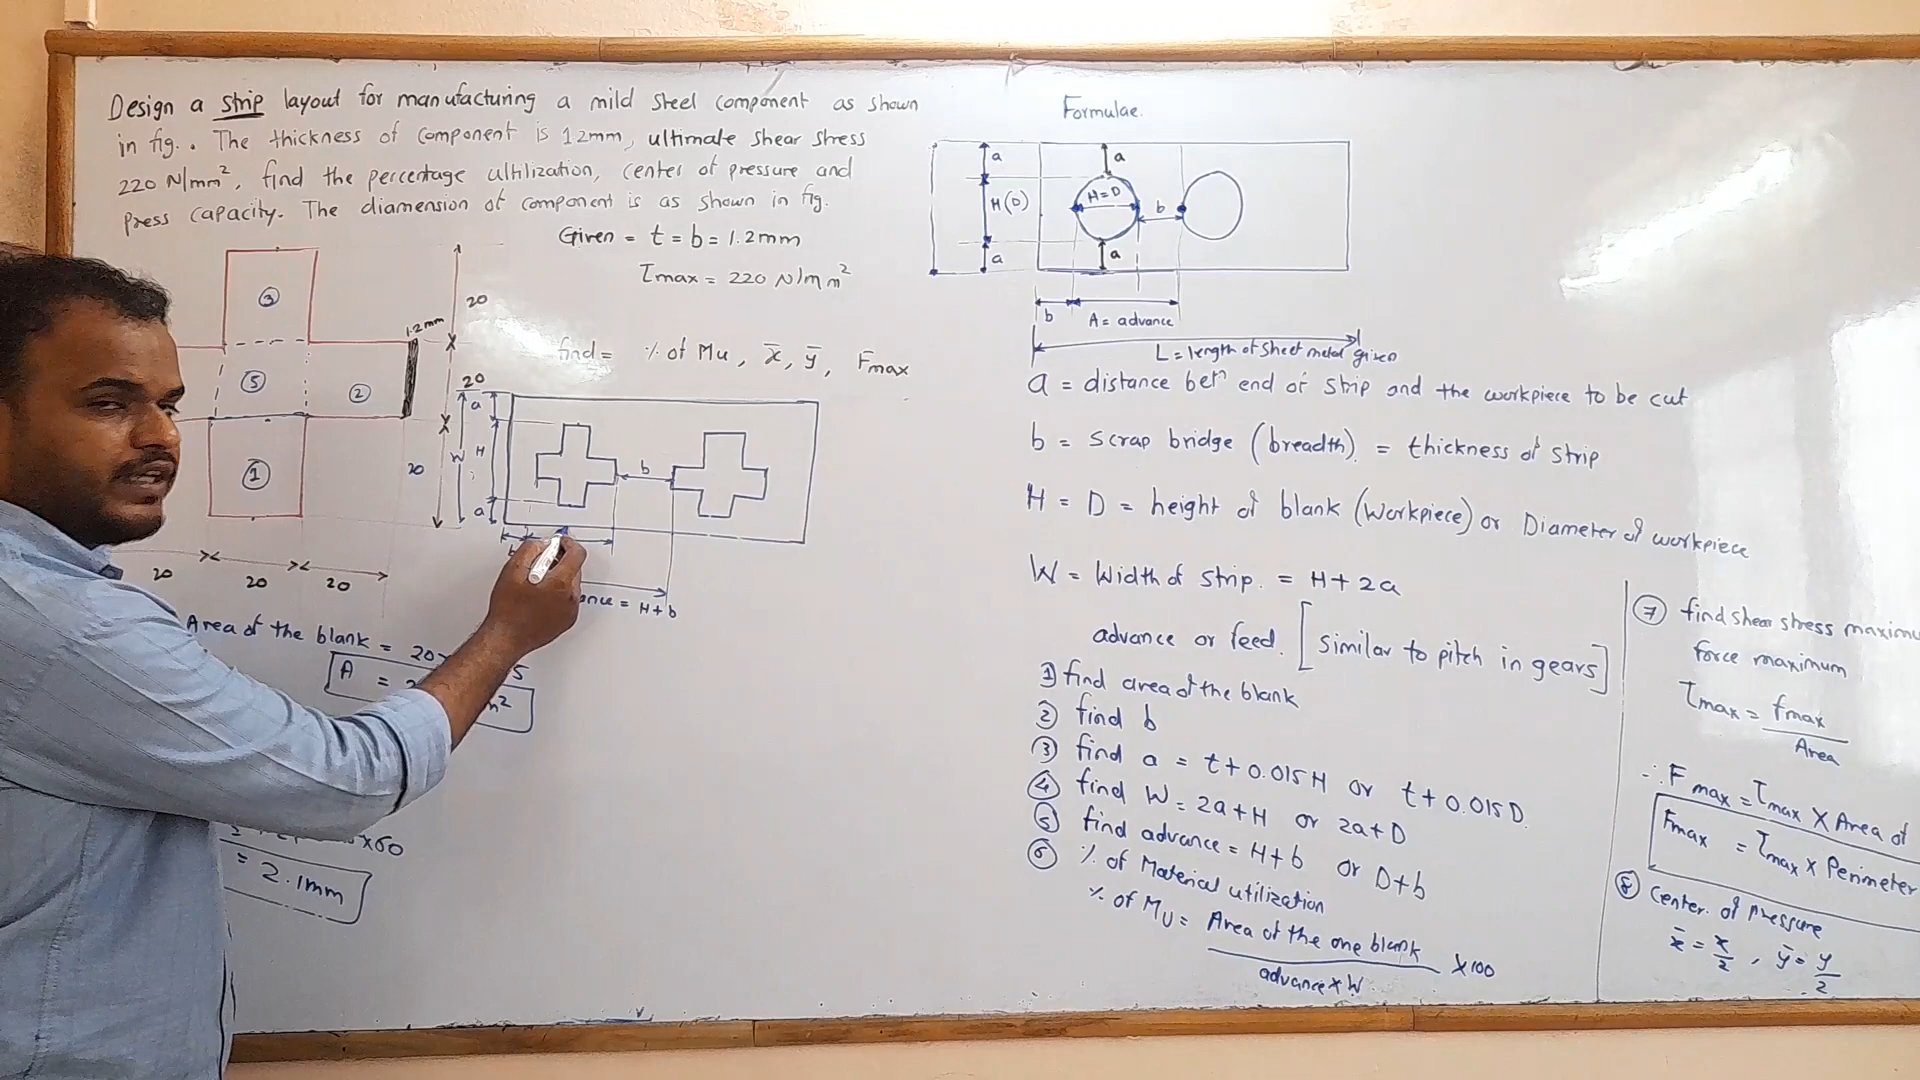 Design a strip layout for manufacturing a mild steel component as shown
in fig.. The thickness of component is 1.2mm, ultimate shear stress
220 N/mm², find the percentage ultilization, center of pressure and
press capacity. The diamension of component is as shown in fig.
Given = t = b = 1.2mm
τmax = 220 N/mm²
find = % of Mu, x̄, ȳ, Fmax
③
⑤
②
①
1.2mm
20
20
20
20
20
20
a
H
a
W
b
= H+b
Area of the blank = 20
5
A =
m²
x60
= 2.1mm
Formulae.
a
H(D)
a
a
H=D
a
b
b
A = advance
L = length of sheet metal given
a = distance betn end of strip and the workpiece to be cut
b = scrap bridge (breadth). = thickness of strip
H = D = height of blank (workpiece) or Diameter of workpiece
W = Width of strip. = H+2a
advance or feed. [similar to pitch in gears]
① find area of the blank
② find b
③ find a = t+0.015H or t+0.015D.
④ find W = 2a+H or 2a+D
⑤ find advance = H+b or D+b
⑥ % of Material utilization
% of MU = Area of the one blank / advance x W x100
⑦ find shear stress maximu
force maximum
τmax = fmax / Area
∴ Fmax = τmax X Area of
Fmax = τmax x Perimeter
⑧ Center of pressure
x̄ = x/2, ȳ = y/2